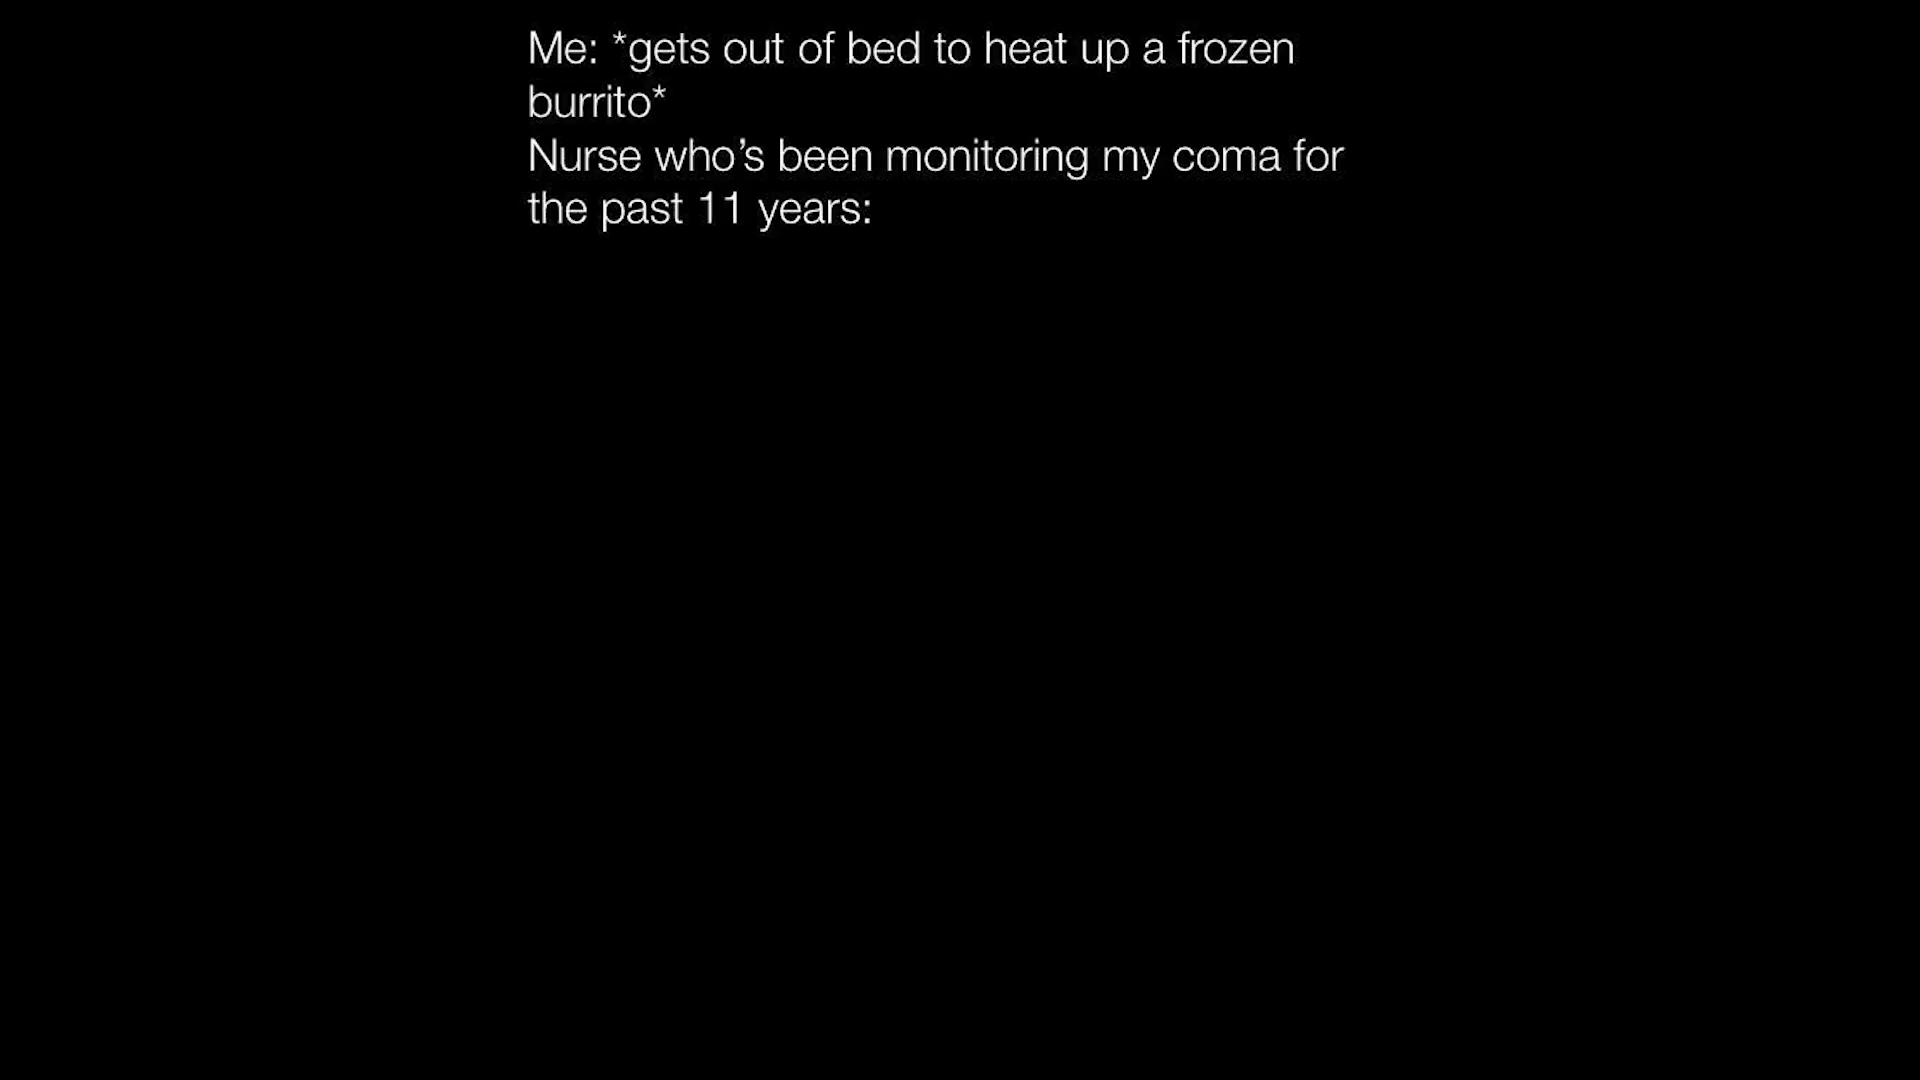 Me: *gets out of bed to heat up a frozen
burrito*
Nurse who’s been monitoring my coma for
the past 11 years: